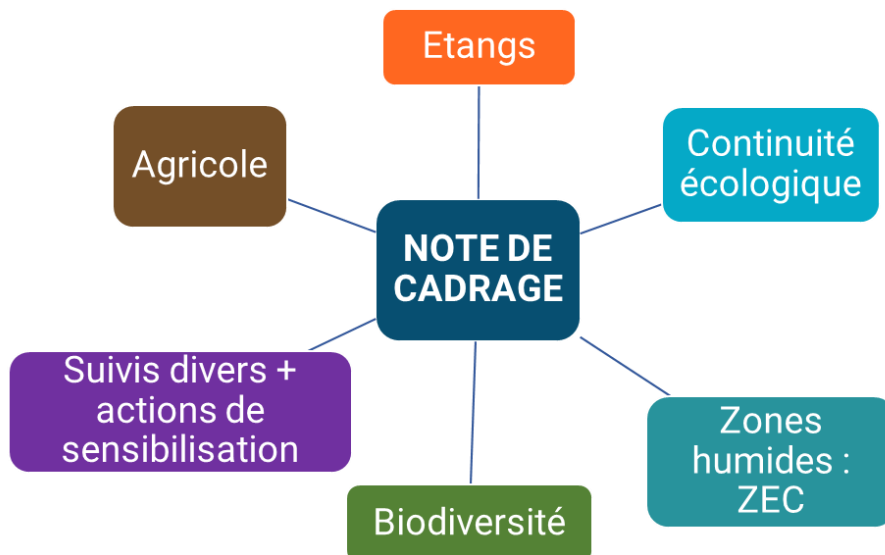 Etangs
Agricole
Continuité
écologique
NOTE DE
CADRAGE
Suivis divers +
actions de
sensibilisation
Zones
humides :
ZEC
Biodiversité